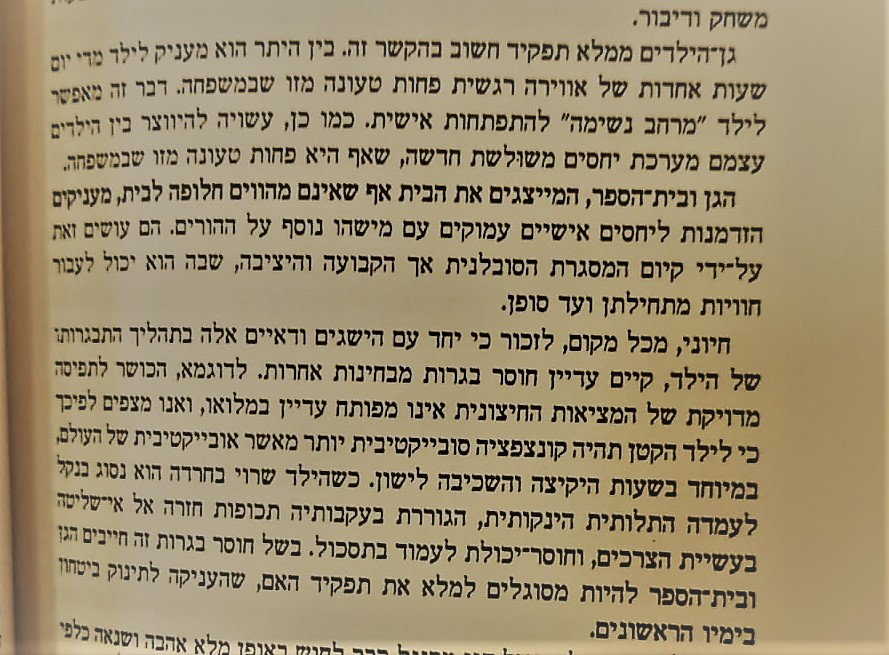 משחק ודיבור.
גן־הילדים ממלא תפקיד חשוב בהקשר זה. בין היתר הוא מעניק לילד מדי יום
שעות אחדות של אווירה רגשית פחות טעונה מזו שבמשפחה. דבר זה מאפשר
לילד ״מרחב נשימה״ להתפתחות אישית. כמו כן, עשויה להיווצר בין הילדים
עצמם מערכת יחסים משולשת חדשה, שאף היא פחות טעונה מזו שבמשפחה.
הגן ובית־הספר, המייצגים את הבית אף שאינם מהווים חלופה לבית, מעניקים
הזדמנות ליחסים אישיים עמוקים עם מישהו נוסף על ההורים. הם עושים זאת
על־ידי קיום המסגרת הסובלנית אך הקבועה והיציבה, שבה הוא יכול לעבור
חוויות מתחילתן ועד סופן.
חיוני, מכל מקום, לזכור כי יחד עם הישגים ודאיים אלה בתהליך התבגרותו
של הילד, קיים עדיין חוסר בגרות מבחינות אחרות. לדוגמא, הכושר לתפיסה
מדויקת של המציאות החיצונית אינו מפותח עדיין במלואו, ואנו מצפים לפיכך
כי לילד הקטן תהיה קונצפציה סובייקטיבית יותר מאשר אובייקטיבית של העולם,
במיוחד בשעות היקיצה והשכיבה לישון. כשהילד שרוי בחרדה הוא נסוג בנקל
לעמדה התלותית הינקותית, הגוררת בעקבותיה תכופות חזרה אל אי־שליטה
בעשיית הצרכים, וחוסר־יכולת לעמוד בתסכול. בשל חוסר בגרות זה חייבים הגן
ובית־הספר להיות מסוגלים למלא את תפקיד האם, שהעניקה לתינוק ביטחון
בימיו הראשונים.
לחוש באופן מלא אהבה ושנאה כלפי